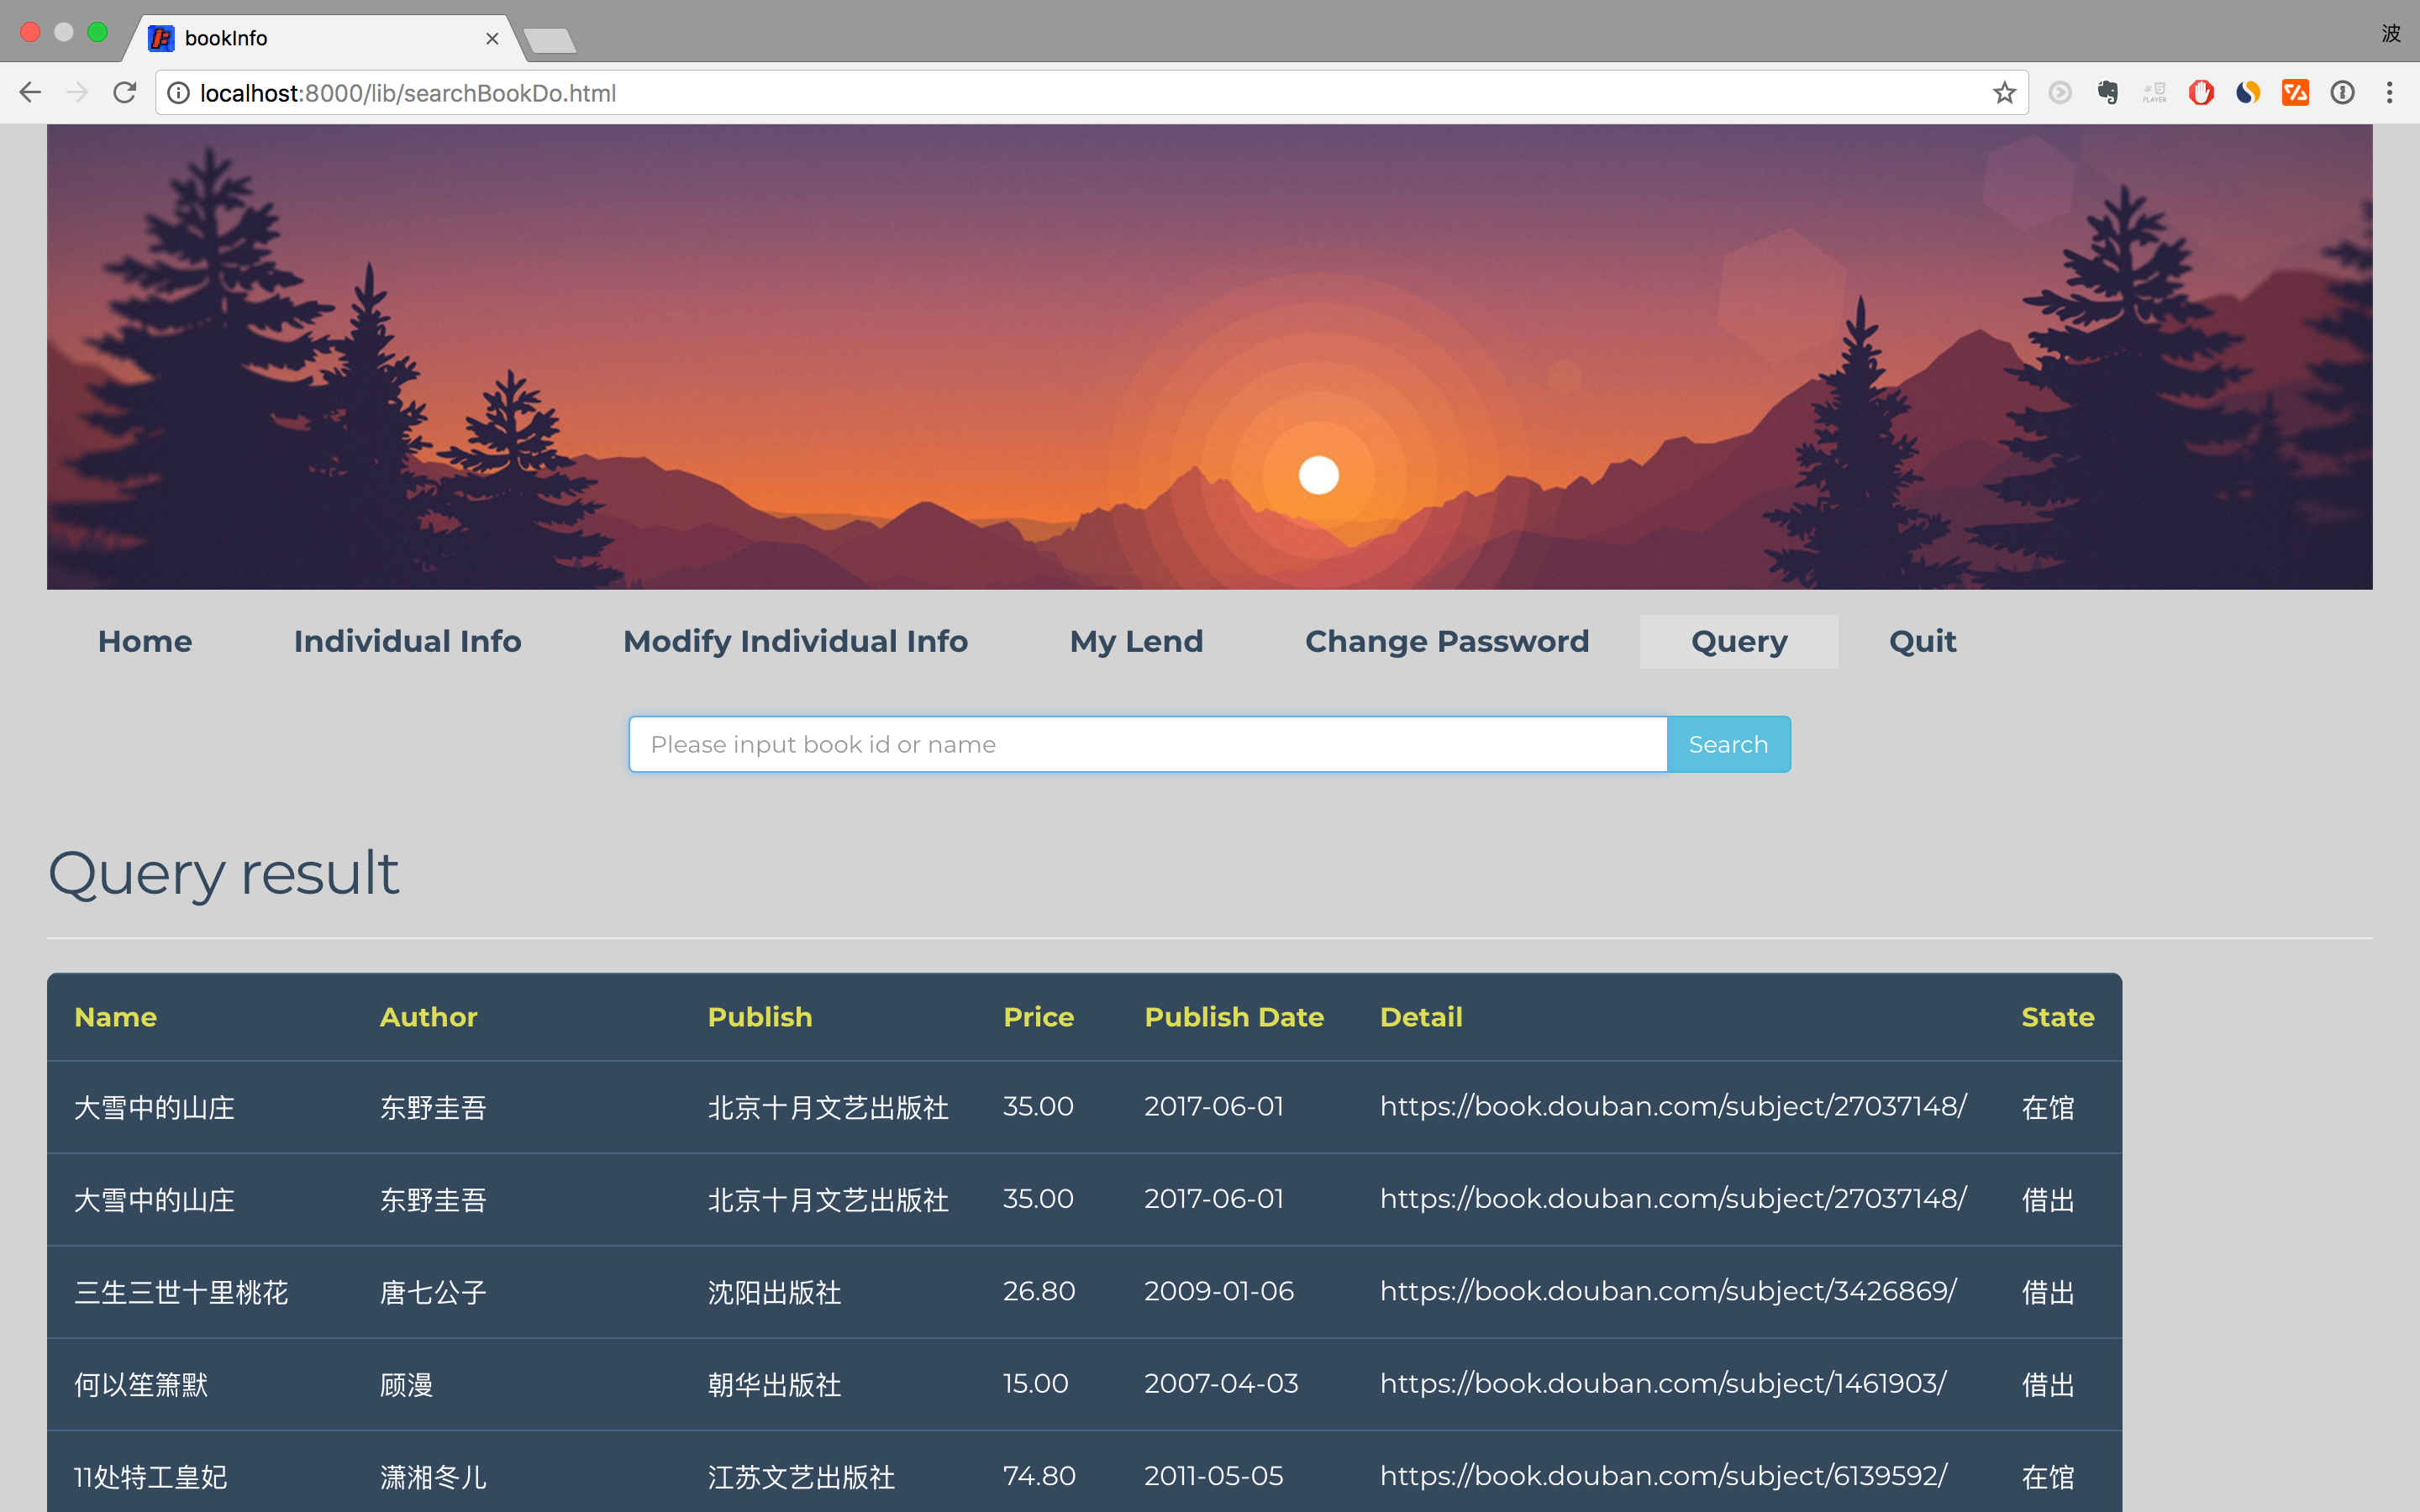 bookInfo
波
localhost:8000/lib/searchBookDo.html
PLAYER
Home Individual Info Modify Individual Info My Lend Change Password Query Quit
Please input book id or name Search
Query result
Name Author Publish Price Publish Date Detail State
大雪中的山庄 东野圭吾 北京十月文艺出版社 35.00 2017-06-01 https://book.douban.com/subject/27037148/ 在馆
大雪中的山庄 东野圭吾 北京十月文艺出版社 35.00 2017-06-01 https://book.douban.com/subject/27037148/ 借出
三生三世十里桃花 唐七公子 沈阳出版社 26.80 2009-01-06 https://book.douban.com/subject/3426869/ 借出
何以笙箫默 顾漫 朝华出版社 15.00 2007-04-03 https://book.douban.com/subject/1461903/ 借出
11处特工皇妃 潇湘冬儿 江苏文艺出版社 74.80 2011-05-05 https://book.douban.com/subject/6139592/ 在馆